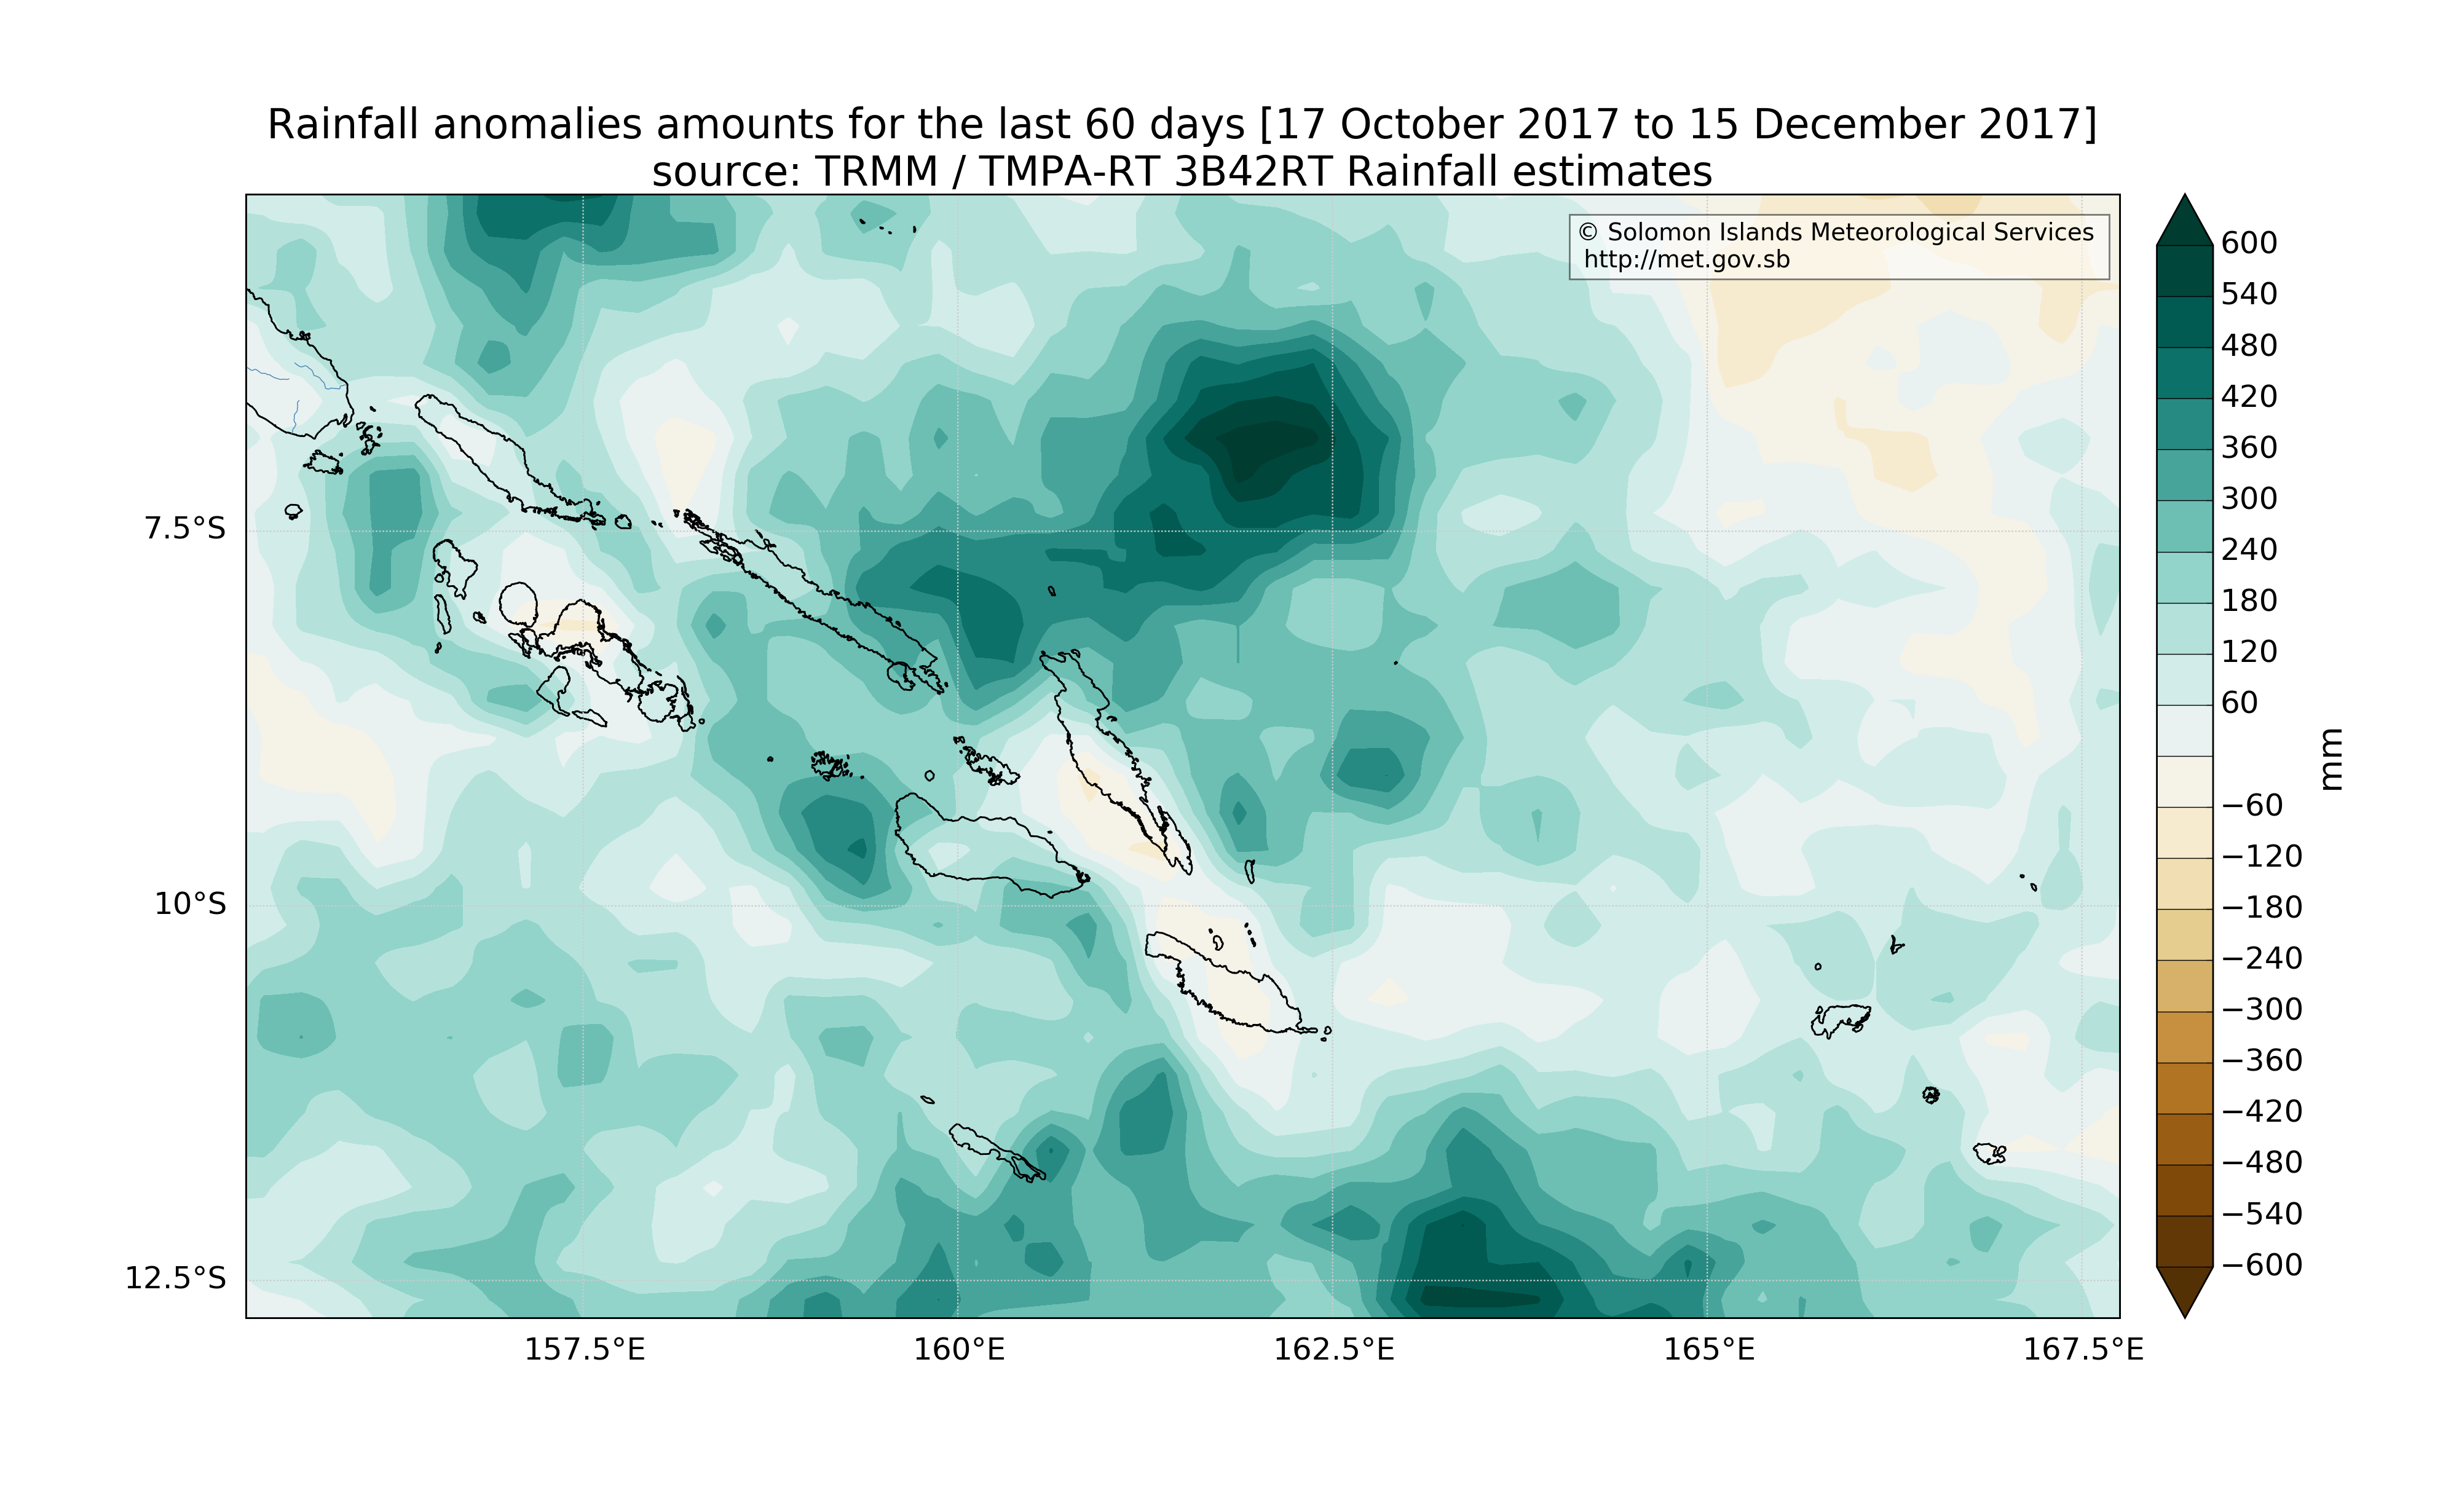 Rainfall anomalies amounts for the last 60 days [17 October 2017 to 15 December 2017]
source: TRMM / TMPA-RT 3B42RT Rainfall estimates
© Solomon Islands Meteorological Services
http://met.gov.sb
7.5°S
10°S
12.5°S
157.5°E
160°E
162.5°E
165°E
167.5°E
600
540
480
420
360
300
240
180
120
60
−60
−120
−180
−240
−300
−360
−420
−480
−540
−600
mm